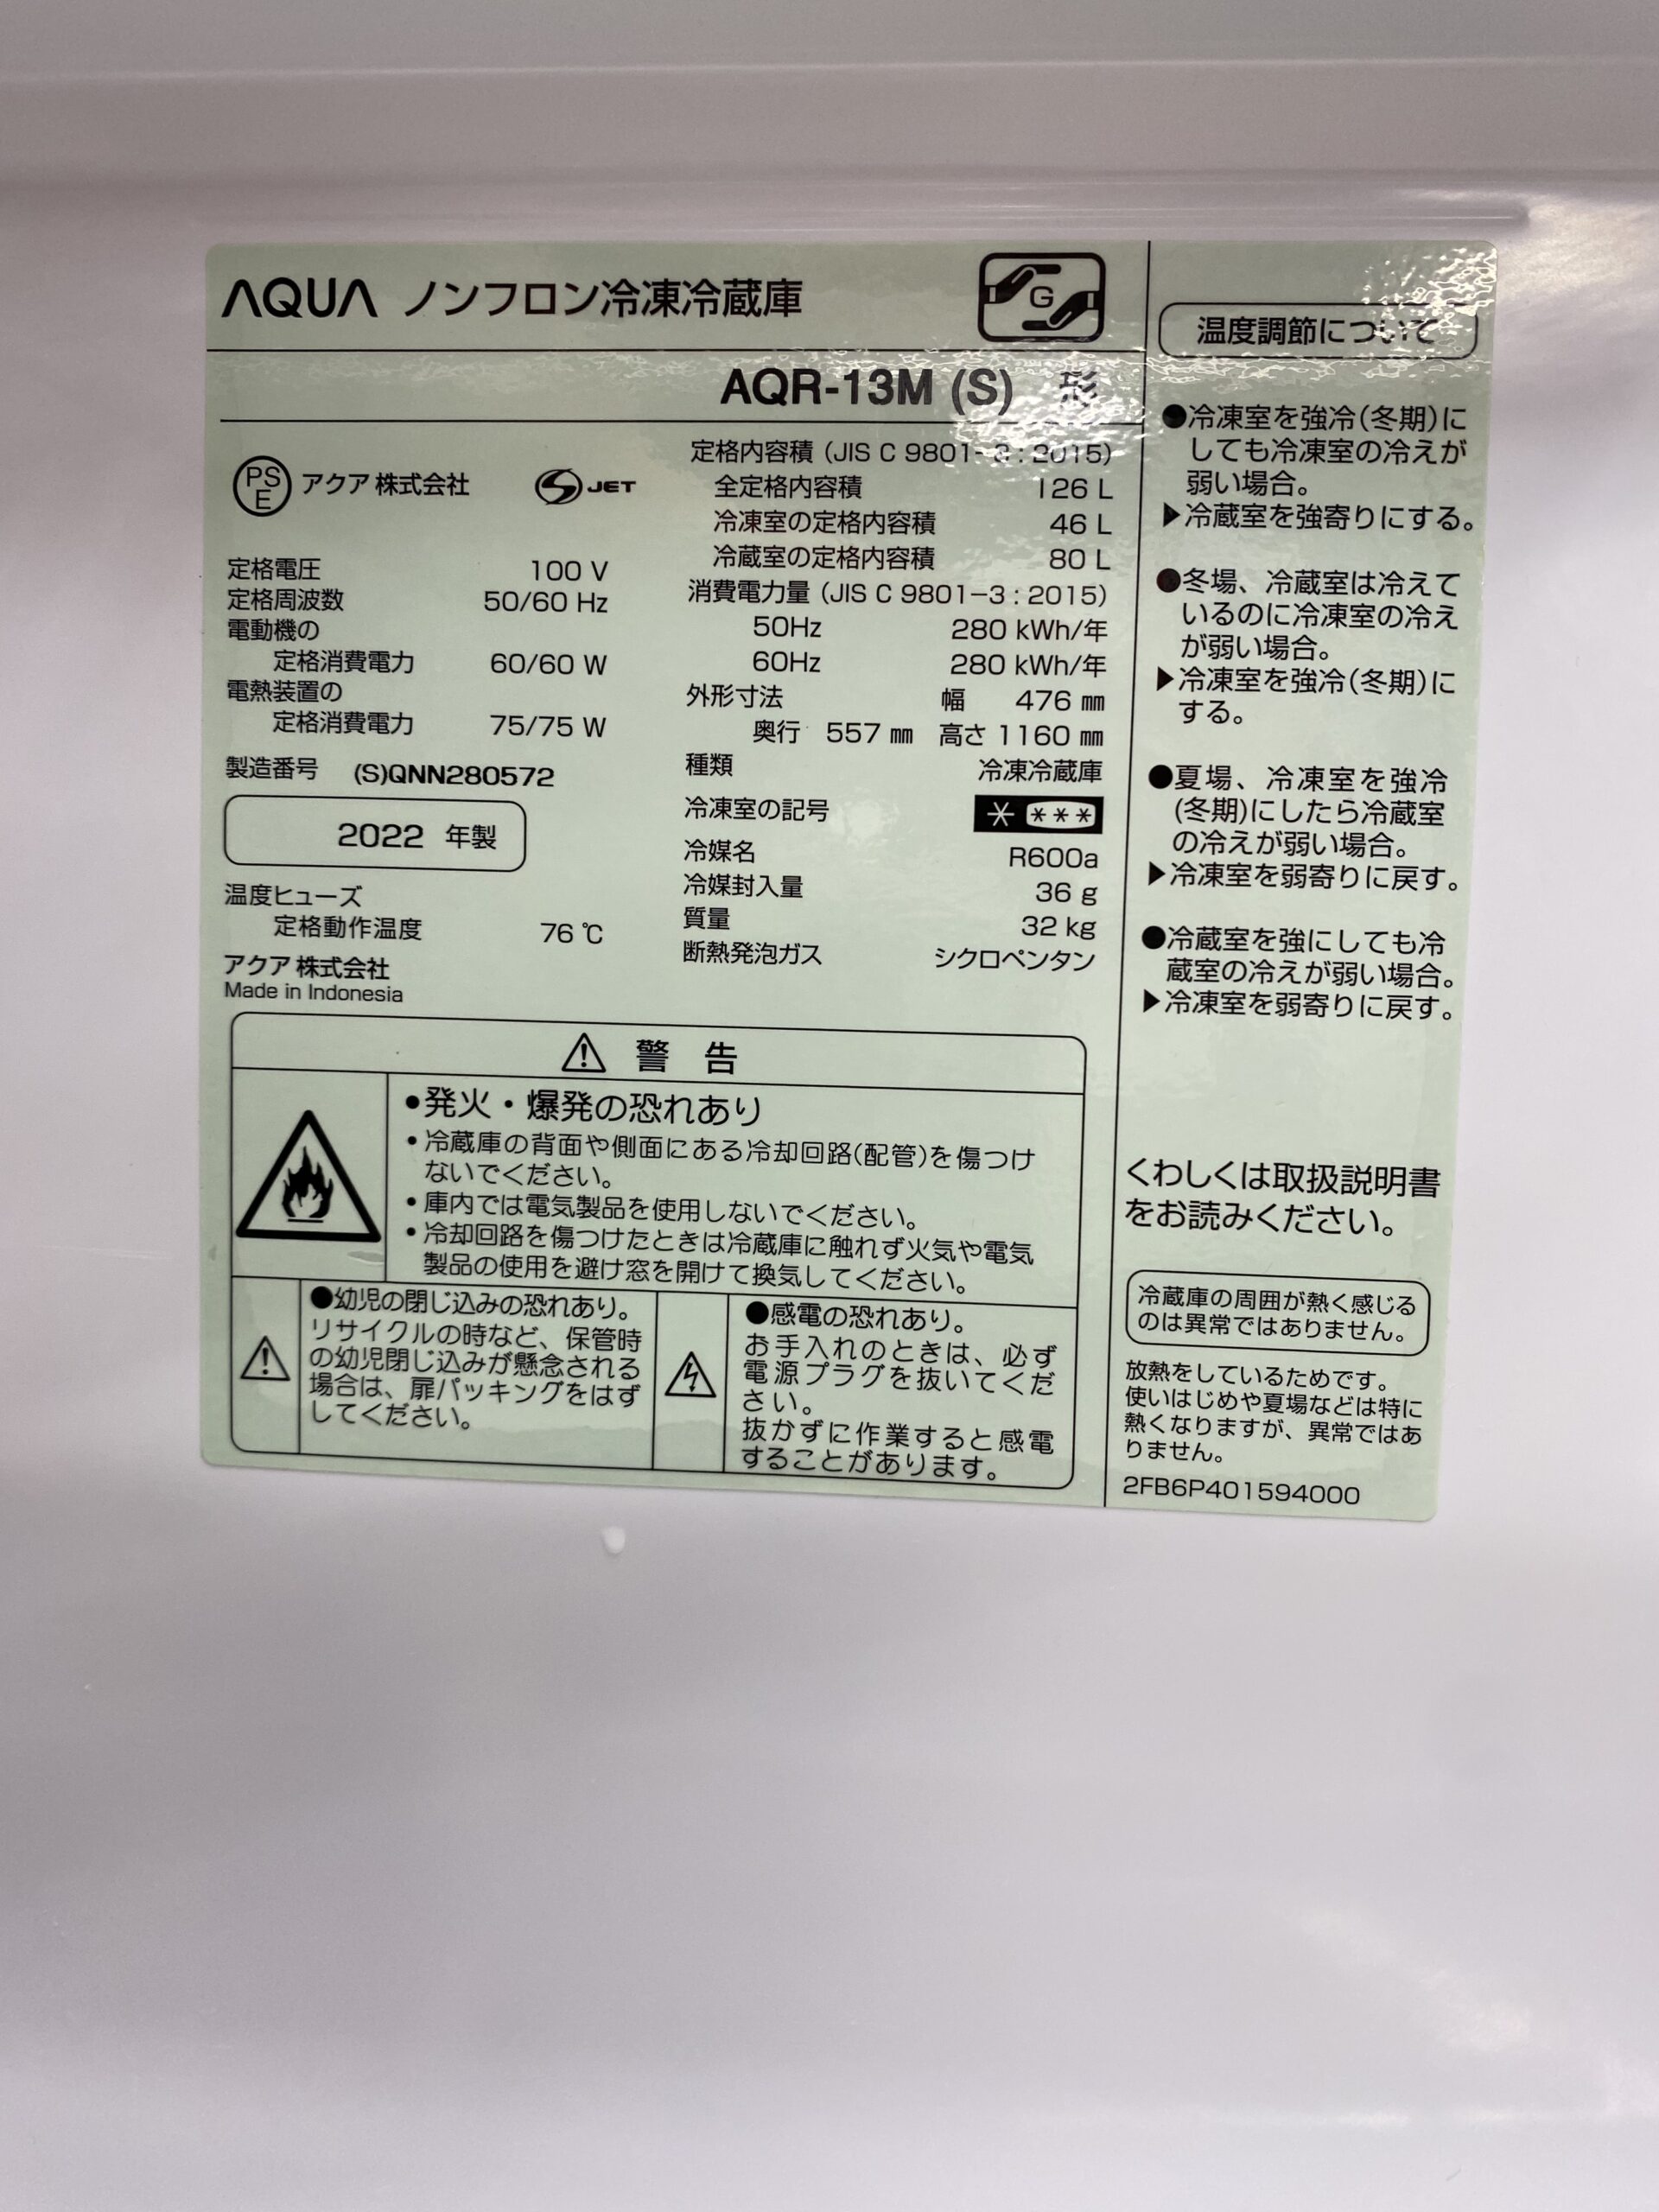 AQUA ノンフロン冷凍冷蔵庫
G
AQR-13M (S) 形
PS
E
アクア 株式会社
JET
定格電圧 100 V
定格周波数 50/60 Hz
電動機の
定格消費電力 60/60 W
電熱装置の
定格消費電力 75/75 W
製造番号 (S)QNN280572
2022 年製
温度ヒューズ
定格動作温度 76 ℃
アクア 株式会社
Made in Indonesia
定格内容積 (JIS C 9801-3:2015)
全定格内容積 126 L
冷凍室の定格内容積 46 L
冷蔵室の定格内容積 80 L
消費電力量 (JIS C 9801-3:2015)
50Hz 280 kWh/年
60Hz 280 kWh/年
外形寸法 幅 476 ㎜
奥行 557 ㎜ 高さ 1160 ㎜
種類 冷凍冷蔵庫
冷凍室の記号 * ***
冷媒名 R600a
冷媒封入量 36 g
質量 32 kg
断熱発泡ガス シクロペンタン
警 告
●発火・爆発の恐れあり
・冷蔵庫の背面や側面にある冷却回路(配管)を傷つけ
ないでください。
・庫内では電気製品を使用しないでください。
・冷却回路を傷つけたときは冷蔵庫に触れず火気や電気
製品の使用を避け窓を開けて換気してください。
●幼児の閉じ込みの恐れあり。
リサイクルの時など、保管時
の幼児閉じ込みが懸念される
場合は、扉パッキングをはず
してください。
●感電の恐れあり。
お手入れのときは、必ず
電源プラグを抜いてくだ
さい。
抜かずに作業すると感電
することがあります。
温度調節について
●冷凍室を強冷(冬期)に
しても冷凍室の冷えが
弱い場合。
▶冷蔵室を強寄りにする。
●冬場、冷蔵室は冷えて
いるのに冷凍室の冷え
が弱い場合。
▶冷凍室を強冷(冬期)に
する。
●夏場、冷凍室を強冷
(冬期)にしたら冷蔵室
の冷えが弱い場合。
▶冷凍室を弱寄りに戻す。
●冷蔵室を強にしても冷
蔵室の冷えが弱い場合。
▶冷凍室を弱寄りに戻す。
くわしくは取扱説明書
をお読みください。
冷蔵庫の周囲が熱く感じる
のは異常ではありません。
放熱をしているためです。
使いはじめや夏場などは特に
熱くなりますが、異常ではあ
りません。
2FB6P401594000